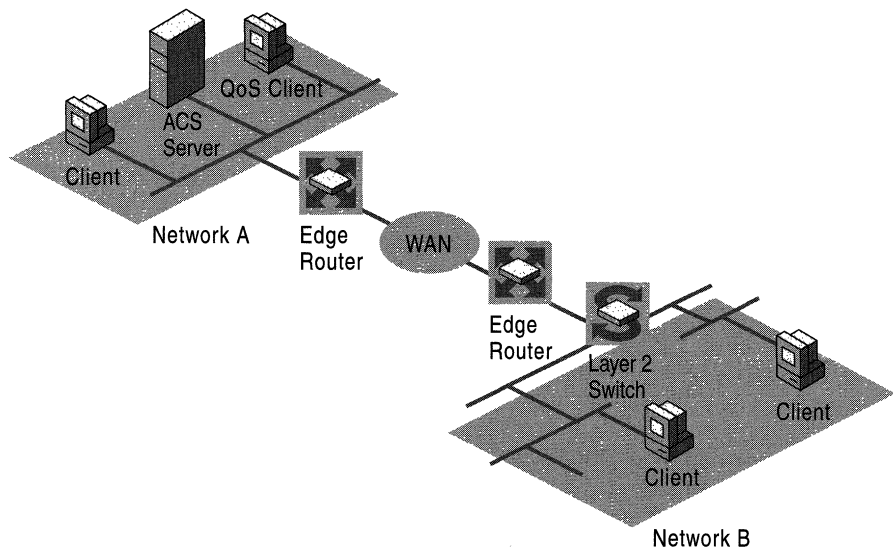 QoS Client
ACS
Server
Client
Network A
Edge
Router
WAN
Edge
Router
Layer 2
Switch
Client
Client
Network B